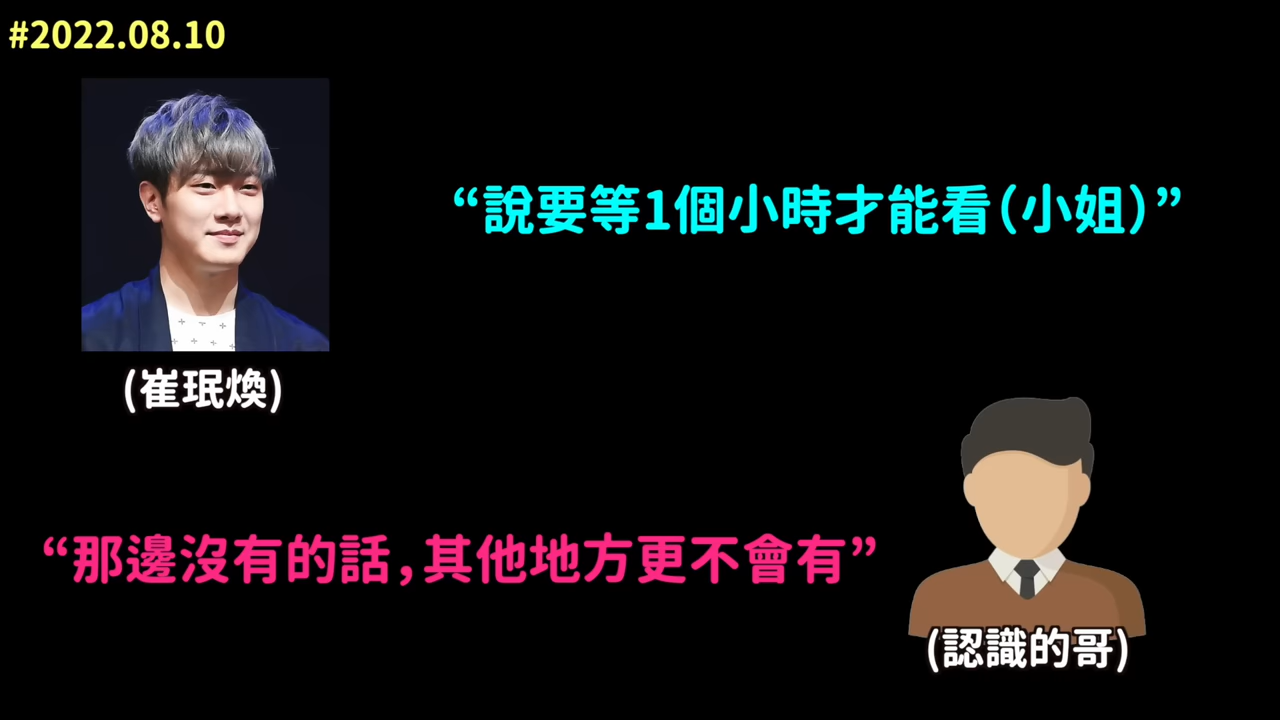 #2022.08.10
“說要等1個小時才能看(小姐)”
(崔珉煥)
“那邊沒有的話,其他地方更不會有”
(認識的哥)